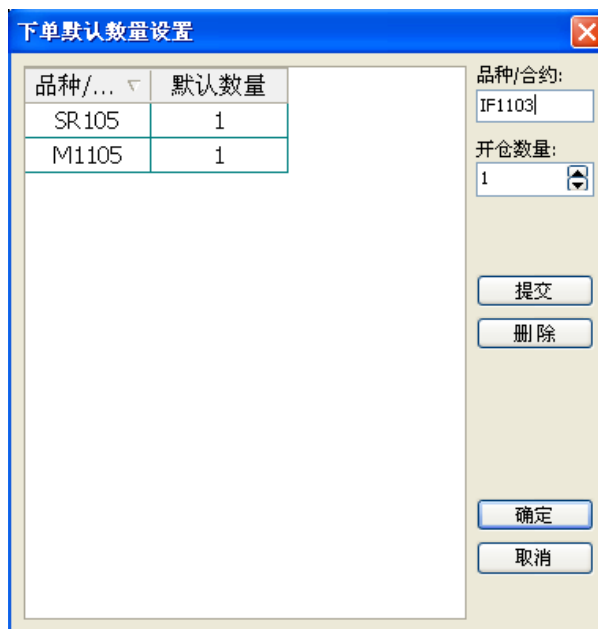 下单默认数量设置
品种/... 默认数量
SR105 1
M1105 1
品种/合约:
IF1103
开仓数量:
1
提交
删除
确定
取消